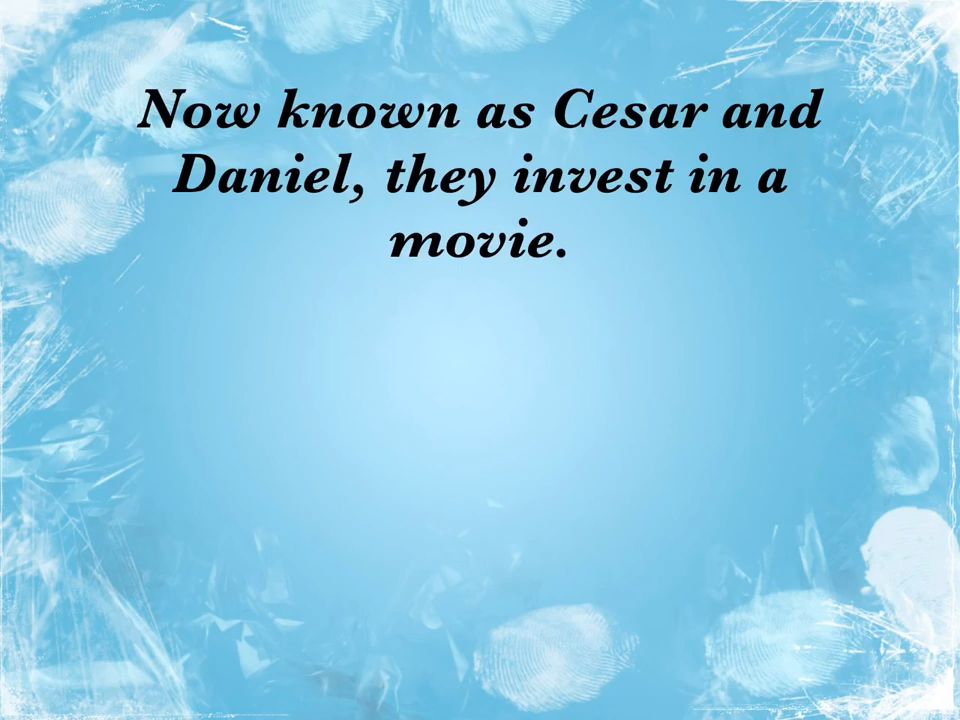 Now known as Cesar and
Daniel, they invest in a
movie.